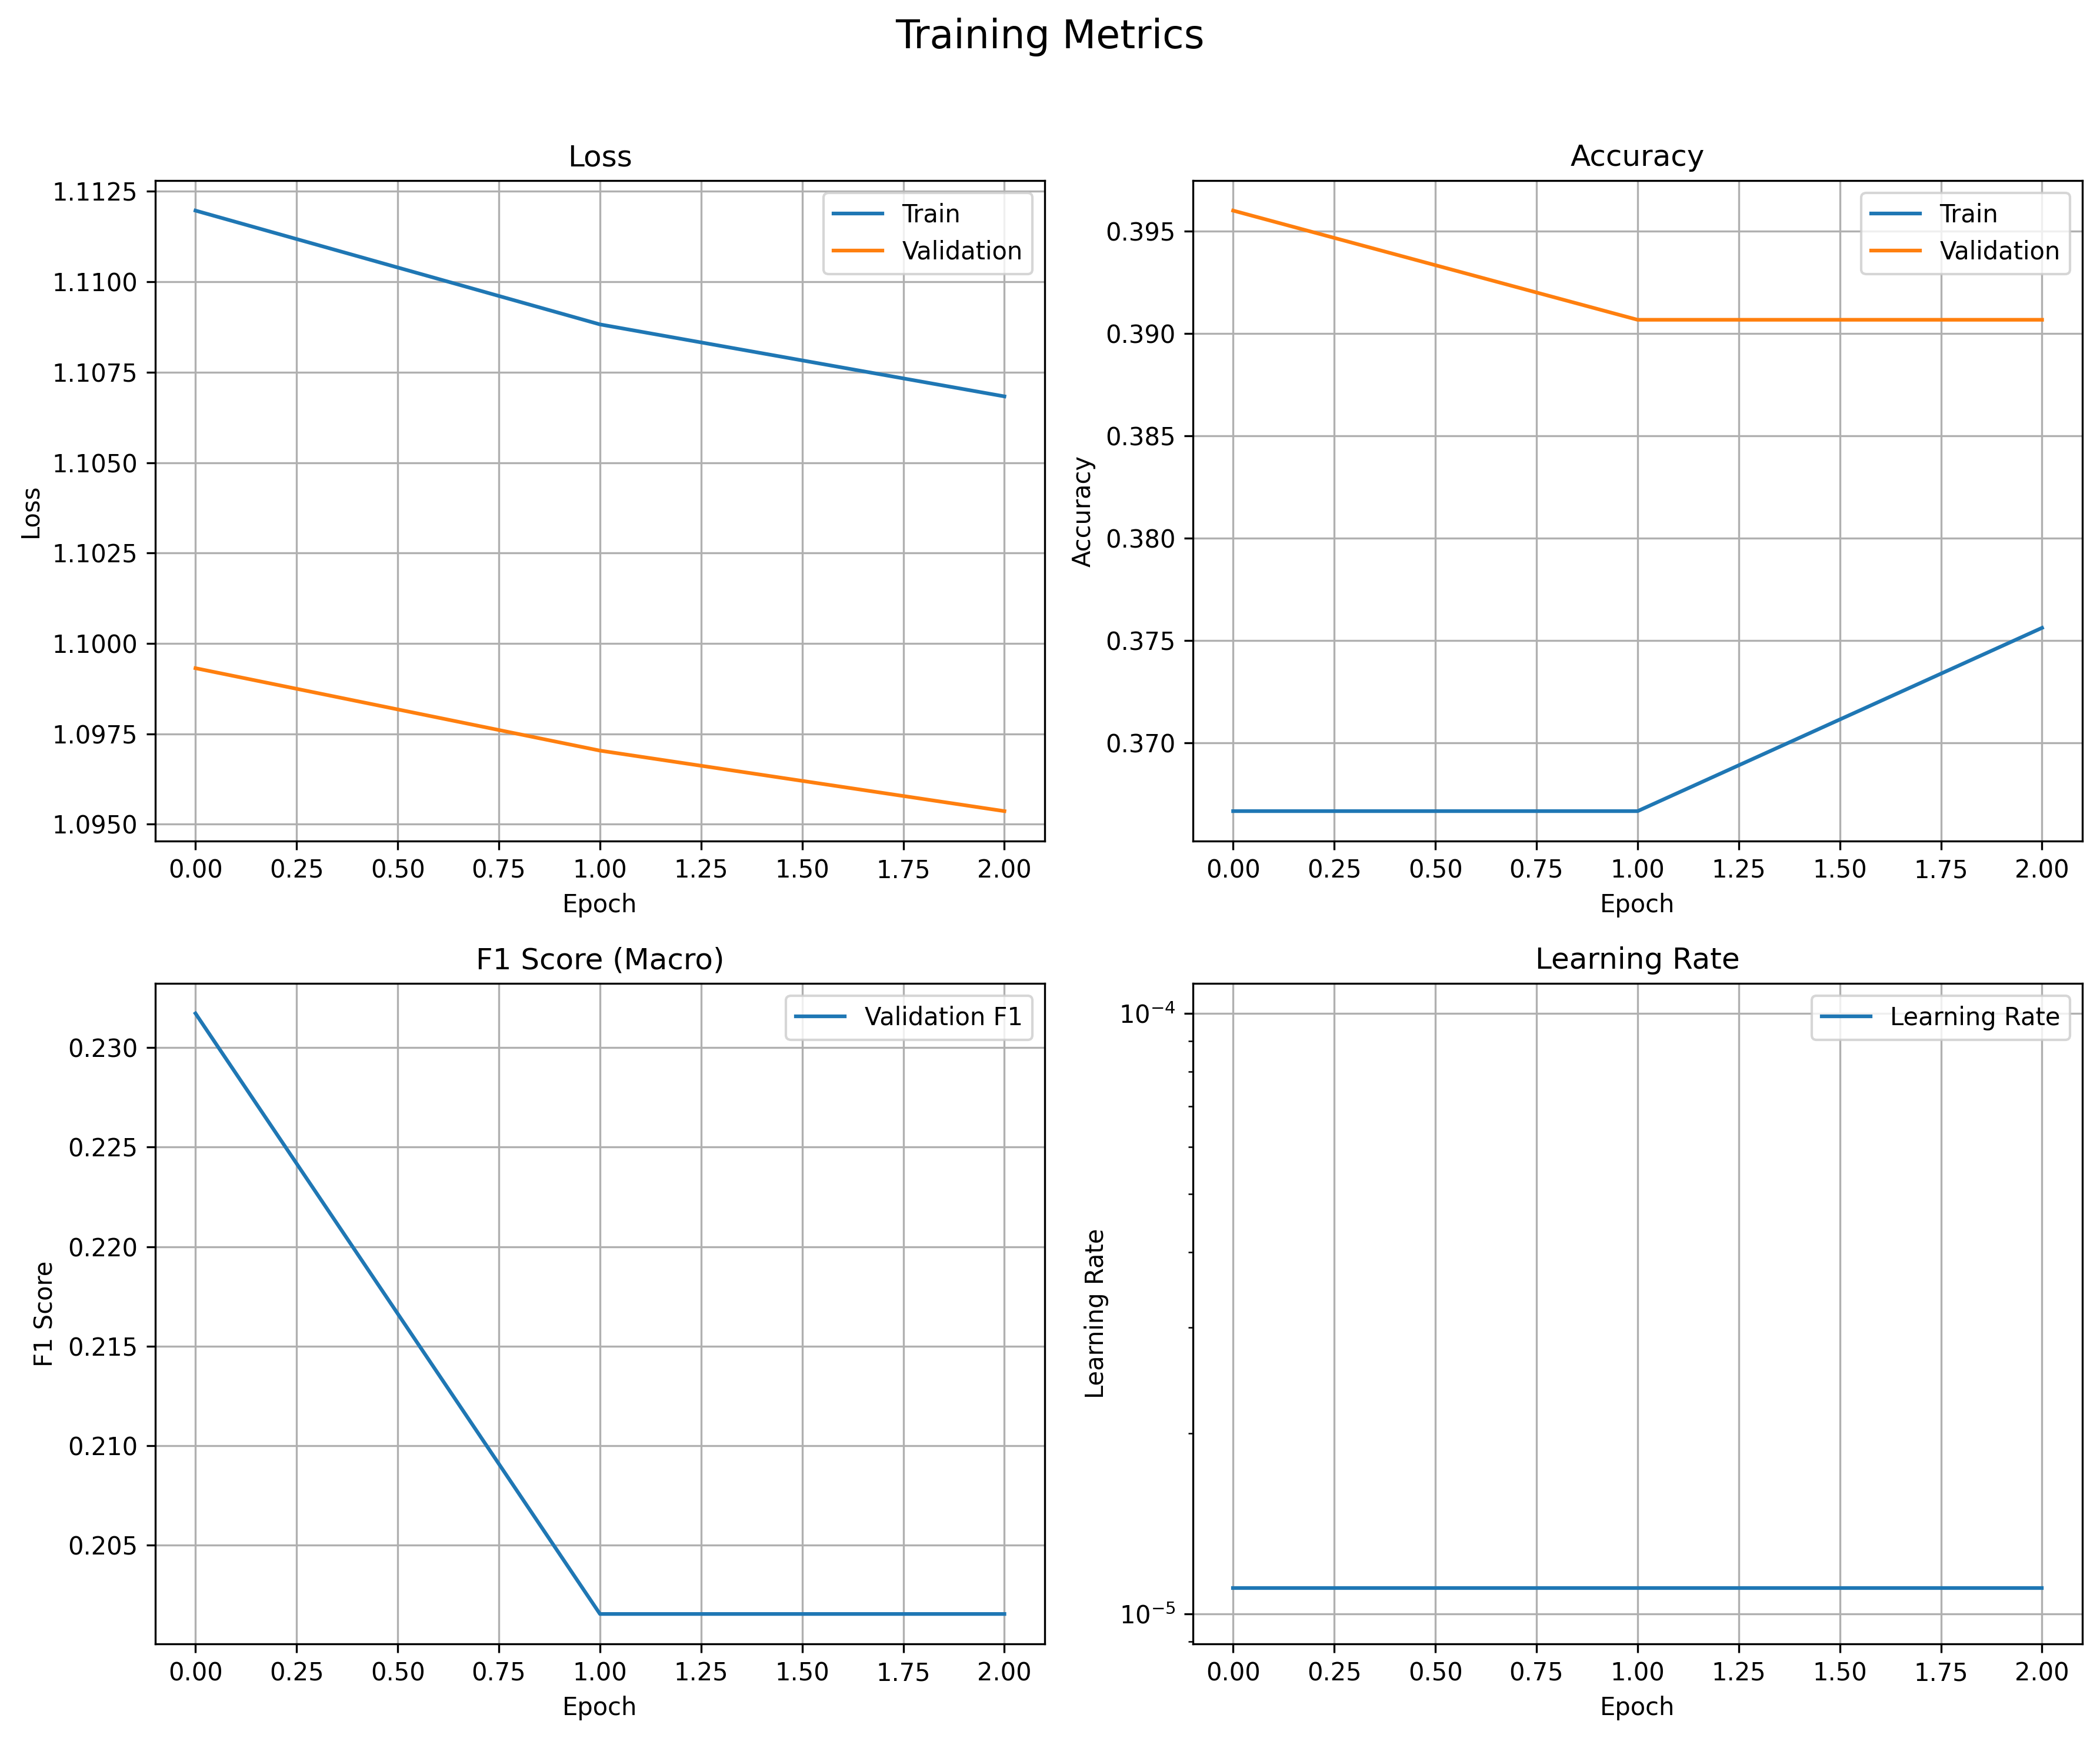 Training Metrics
Loss
1.1125
1.1100
1.1075
1.1050
1.1025
1.1000
1.0975
1.0950
Loss
Train
Validation
0.00 0.25 0.50 0.75 1.00 1.25 1.50 1.75 2.00
Epoch
Accuracy
0.395
0.390
0.385
0.380
0.375
0.370
Accuracy
Train
Validation
0.00 0.25 0.50 0.75 1.00 1.25 1.50 1.75 2.00
Epoch
F1 Score (Macro)
0.230
0.225
0.220
0.215
0.210
0.205
F1 Score
Validation F1
0.00 0.25 0.50 0.75 1.00 1.25 1.50 1.75 2.00
Epoch
Learning Rate
10⁻⁴
10⁻⁵
Learning Rate
Learning Rate
0.00 0.25 0.50 0.75 1.00 1.25 1.50 1.75 2.00
Epoch